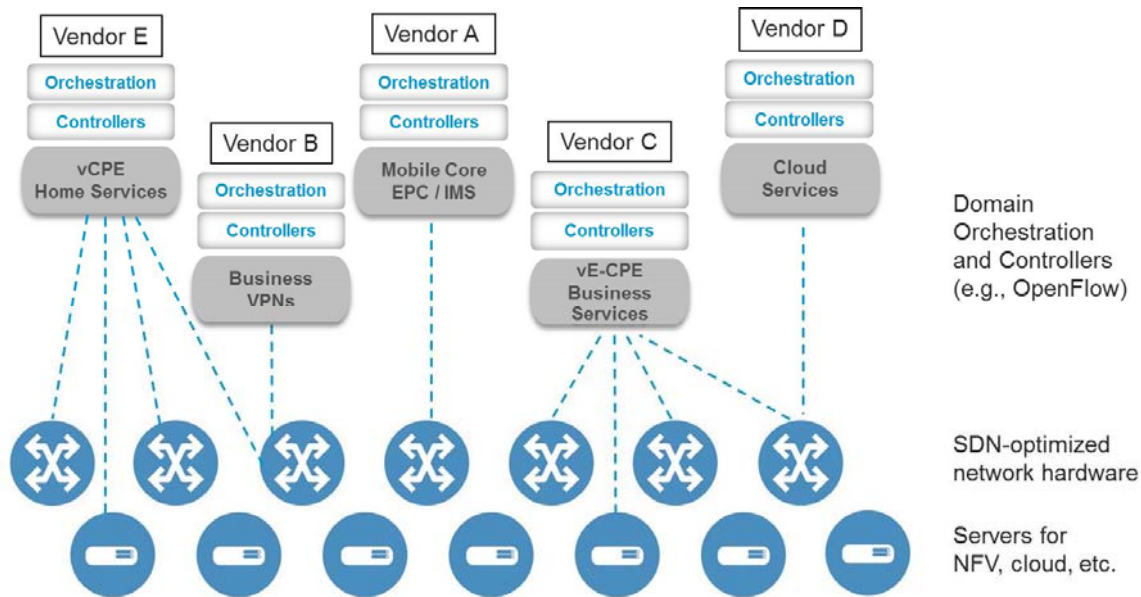 Vendor E
Orchestration
Controllers
vCPE
Home Services
Vendor B
Orchestration
Controllers
Business
VPNs
Vendor A
Orchestration
Controllers
Mobile Core
EPC / IMS
Vendor C
Orchestration
Controllers
vE-CPE
Business
Services
Vendor D
Orchestration
Controllers
Cloud
Services
Domain
Orchestration
and Controllers
(e.g., OpenFlow)
SDN-optimized
network hardware
Servers for
NFV, cloud, etc.